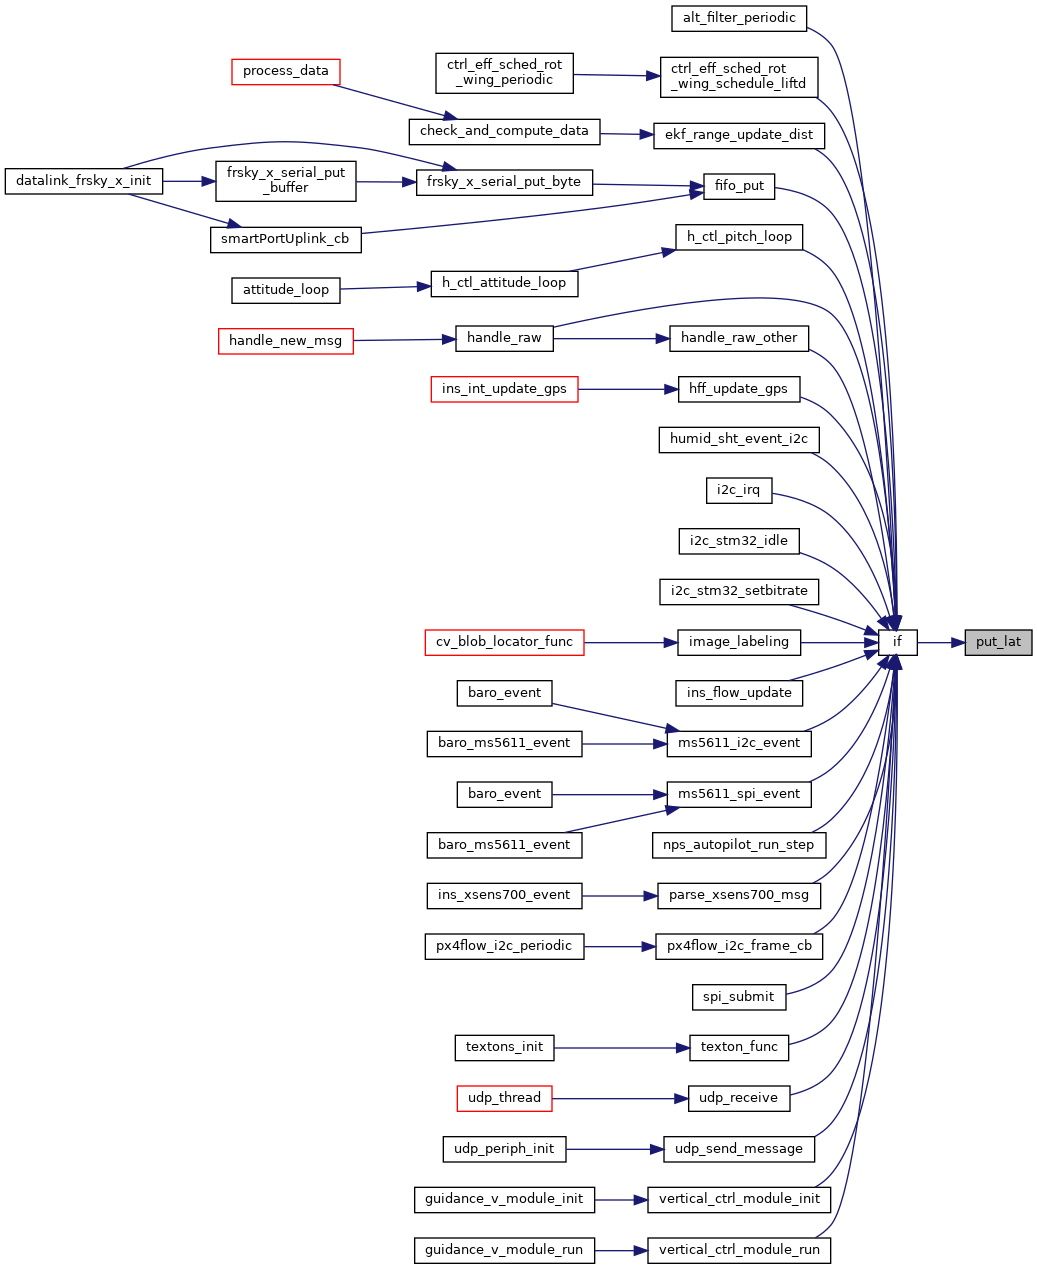 alt_filter_periodic
process_data
ctrl_eff_sched_rot
_wing_periodic
ctrl_eff_sched_rot
_wing_schedule_liftd
check_and_compute_data
ekf_range_update_dist
datalink_frsky_x_init
frsky_x_serial_put
_buffer
frsky_x_serial_put_byte
fifo_put
smartPortUplink_cb
h_ctl_pitch_loop
attitude_loop
h_ctl_attitude_loop
handle_new_msg
handle_raw
handle_raw_other
ins_int_update_gps
hff_update_gps
humid_sht_event_i2c
i2c_irq
i2c_stm32_idle
i2c_stm32_setbitrate
cv_blob_locator_func
image_labeling
if
put_lat
baro_event
ins_flow_update
baro_ms5611_event
ms5611_i2c_event
baro_event
ms5611_spi_event
baro_ms5611_event
nps_autopilot_run_step
ins_xsens700_event
parse_xsens700_msg
px4flow_i2c_periodic
px4flow_i2c_frame_cb
spi_submit
textons_init
texton_func
udp_thread
udp_receive
udp_periph_init
udp_send_message
guidance_v_module_init
vertical_ctrl_module_init
guidance_v_module_run
vertical_ctrl_module_run